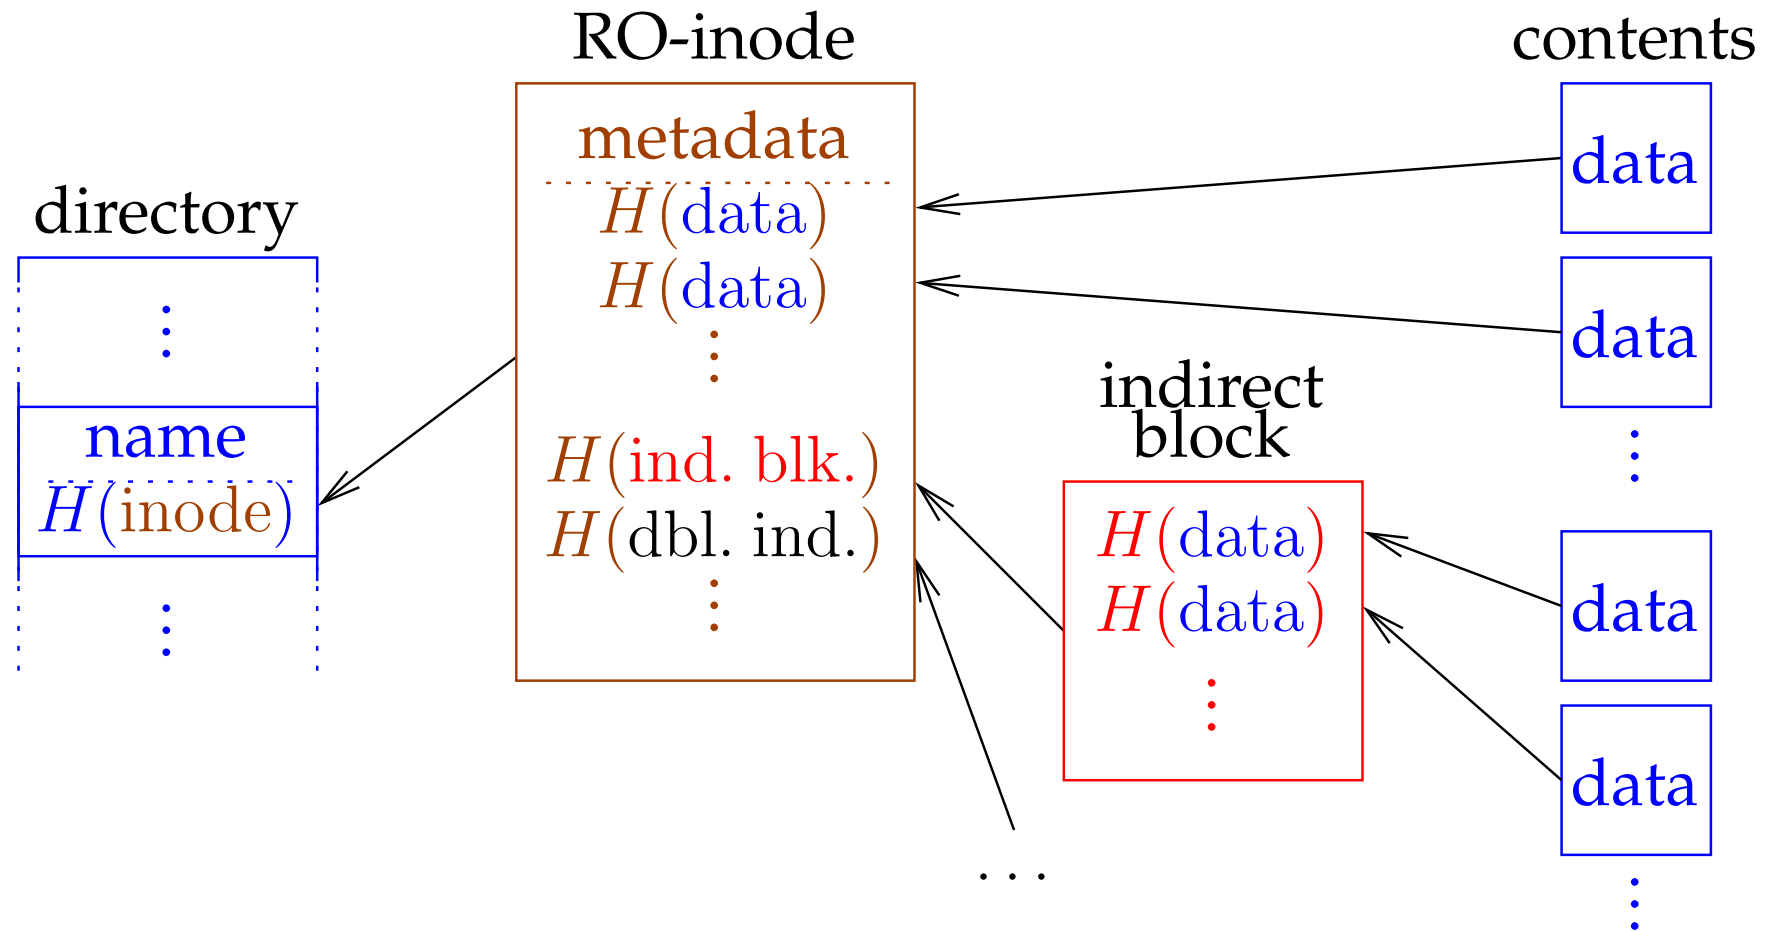 directory
⋮
name
H(inode)
⋮
RO-inode
metadata
H(data)
H(data)
⋮
H(ind. blk.)
H(dbl. ind.)
⋮
...
indirect
block
H(data)
H(data)
⋮
contents
data
data
⋮
data
data
⋮